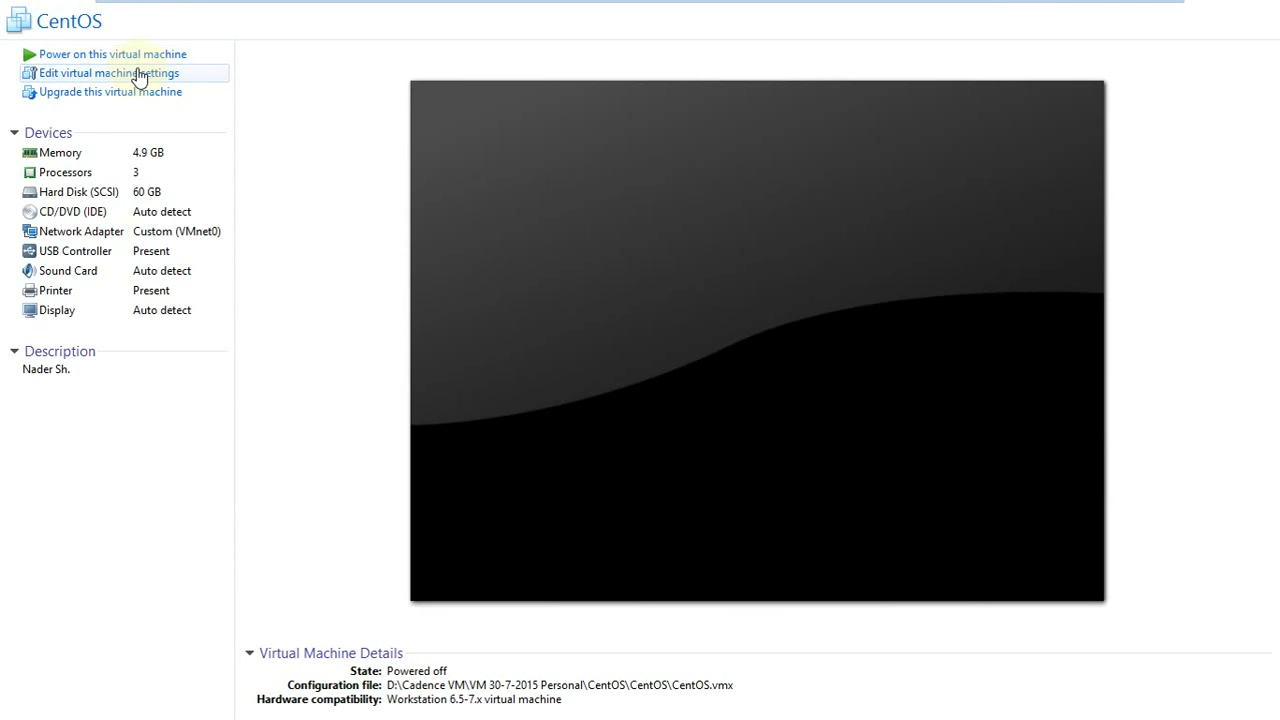 CentOS
Power on this virtual machine
Edit virtual machine settings
Upgrade this virtual machine
Devices
Memory 4.9 GB
Processors 3
Hard Disk (SCSI) 60 GB
CD/DVD (IDE) Auto detect
Network Adapter Custom (VMnet0)
USB Controller Present
Sound Card Auto detect
Printer Present
Display Auto detect
Description
Nader Sh.
Virtual Machine Details
State: Powered off
Configuration file: D:\Cadence VM\VM 30-7-2015 Personal\CentOS\CentOS\CentOS.vmx
Hardware compatibility: Workstation 6.5-7.x virtual machine